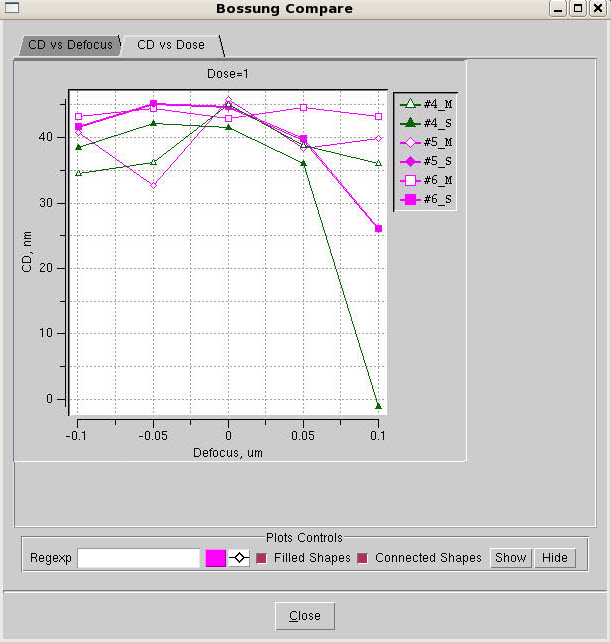 Bossung Compare
CD vs Defocus
CD vs Dose
Dose=1
CD, nm
40
30
20
10
0
-0.1
-0.05
0
0.05
0.1
Defocus, um
#4_M
#4_S
#5_M
#5_S
#6_M
#6_S
Plots Controls
Regexp
Filled Shapes
Connected Shapes
Show
Hide
Close